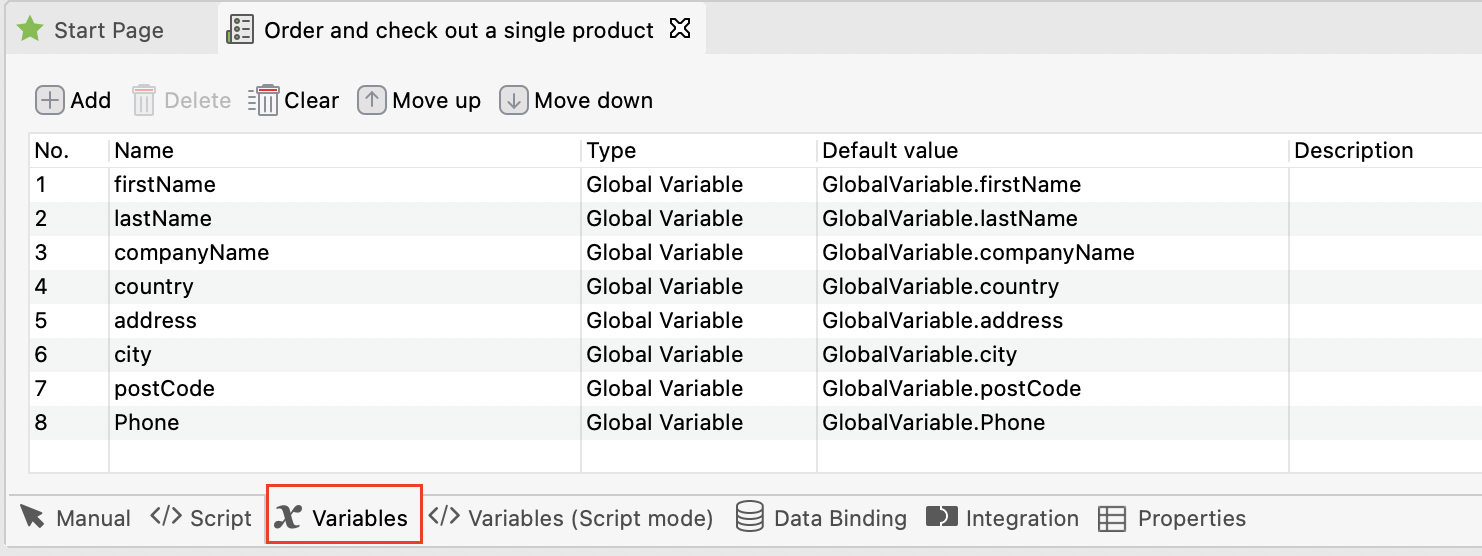 Start Page Order and check out a single product
Add Delete Clear Move up Move down
No. Name Type Default value Description
1 firstName Global Variable GlobalVariable.firstName
2 lastName Global Variable GlobalVariable.lastName
3 companyName Global Variable GlobalVariable.companyName
4 country Global Variable GlobalVariable.country
5 address Global Variable GlobalVariable.address
6 city Global Variable GlobalVariable.city
7 postCode Global Variable GlobalVariable.postCode
8 Phone Global Variable GlobalVariable.Phone
Manual </> Script x Variables </> Variables (Script mode) Data Binding Integration Properties